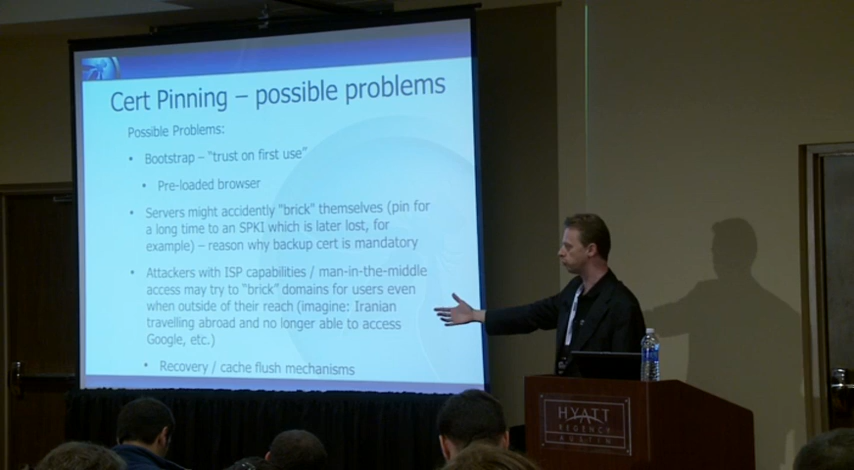 Cert Pinning – possible problems
Possible Problems:
• Bootstrap – "trust on first use"
• Pre-loaded browser
• Servers might accidently "brick" themselves (pin for
a long time to an SPKI which is later lost, for
example) – reason why backup cert is mandatory
• Attackers with ISP capabilities / man-in-the-middle
access may try to "brick" domains for users even
when outside of their reach (imagine: Iranian
travelling abroad and no longer able to access
Google, etc.)
• Recovery / cache flush mechanisms
HYATT
REGENCY
AUSTIN